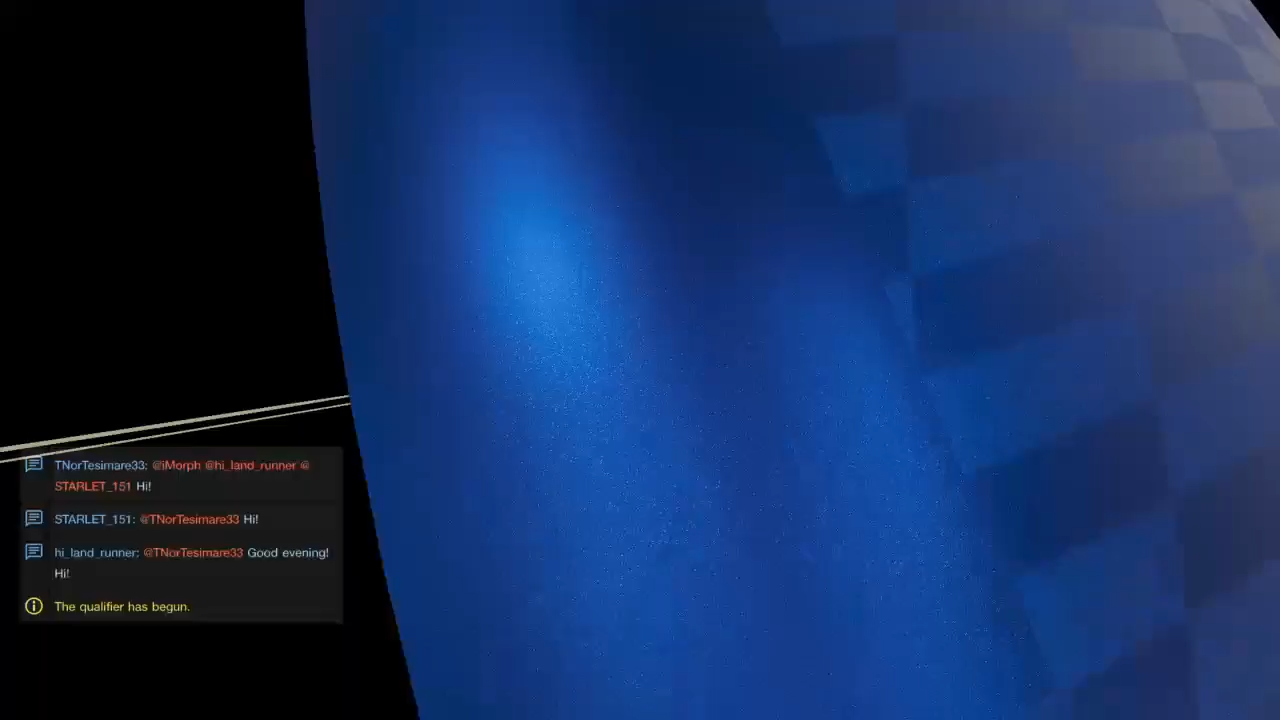 TNorTesimare33: @iMorph @hi_land_runner @
STARLET_151 Hi!
STARLET_151: @TNorTesimare33 Hi!
hi_land_runner: @TNorTesimare33 Good evening!
Hi!
The qualifier has begun.